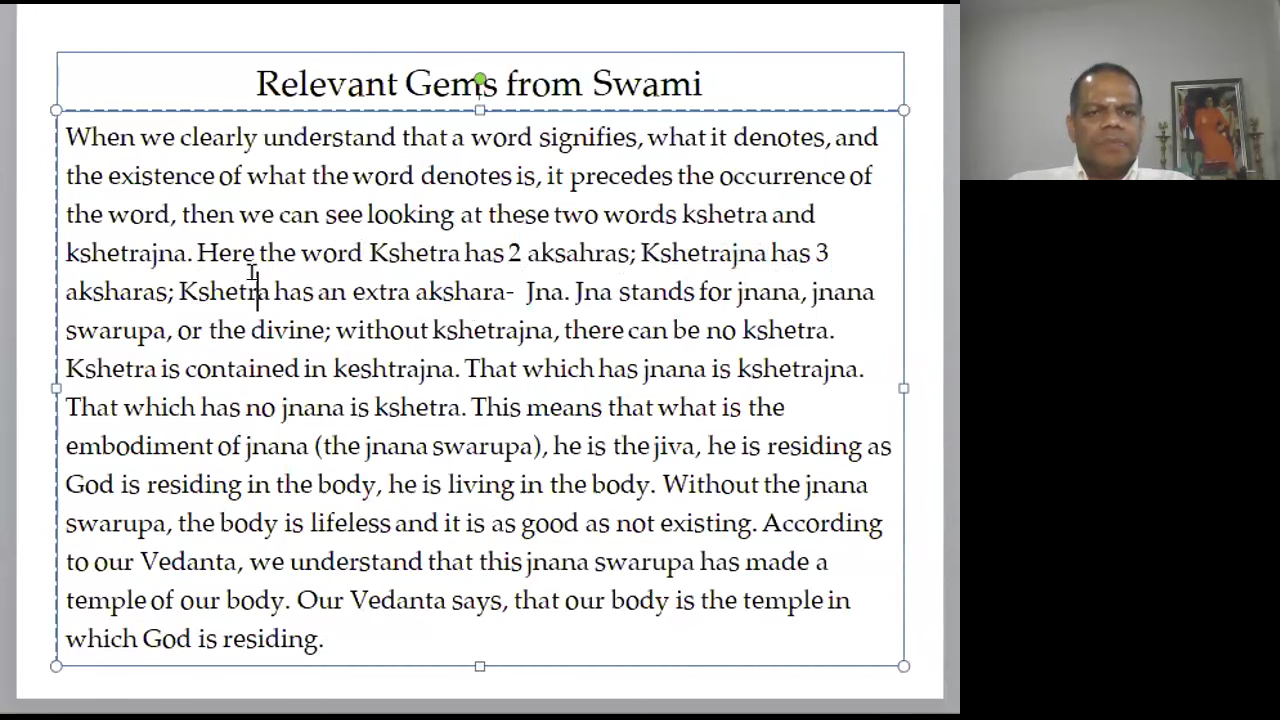 Relevant Gems from Swami
When we clearly understand that a word signifies, what it denotes, and
the existence of what the word denotes is, it precedes the occurrence of
the word, then we can see looking at these two words kshetra and
kshetrajna. Here the word Kshetra has 2 aksahras; Kshetrajna has 3
aksharas; Kshetra has an extra akshara-  Jna. Jna stands for jnana, jnana
swarupa, or the divine; without kshetrajna, there can be no kshetra.
Kshetra is contained in keshtrajna. That which has jnana is kshetrajna.
That which has no jnana is kshetra. This means that what is the
embodiment of jnana (the jnana swarupa), he is the jiva, he is residing as
God is residing in the body, he is living in the body. Without the jnana
swarupa, the body is lifeless and it is as good as not existing. According
to our Vedanta, we understand that this jnana swarupa has made a
temple of our body. Our Vedanta says, that our body is the temple in
which God is residing.